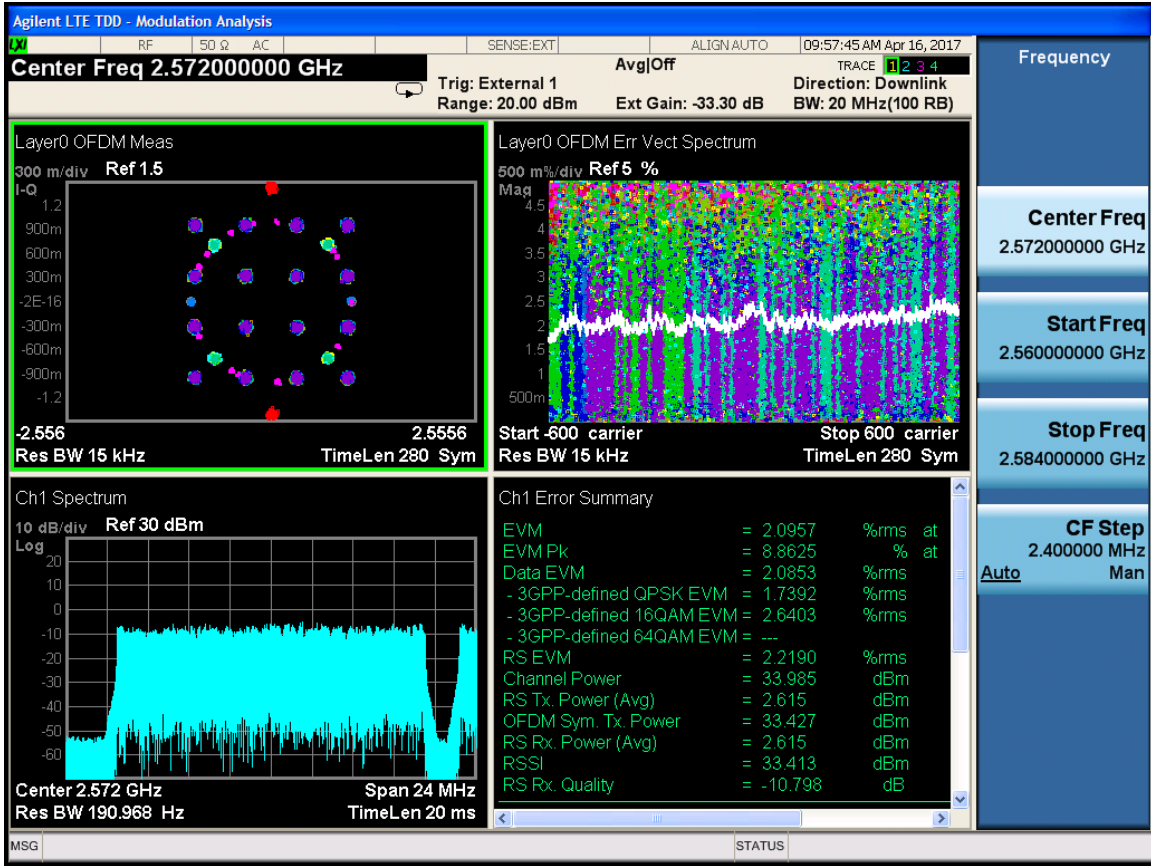 Agilent LTE TDD - Modulation Analysis
LXI RF 50 Ω AC SENSE:EXT ALIGN AUTO 09:57:45 AM Apr 16, 2017
Center Freq 2.572000000 GHz
Avg|Off
TRACE 1 2 3 4
Trig: External 1
Direction: Downlink
Range: 20.00 dBm Ext Gain: -33.30 dB BW: 20 MHz(100 RB)
Layer0 OFDM Meas
300 m/div Ref 1.5
I-Q
1.2
900m
600m
300m
-2E-16
-300m
-600m
-900m
-1.2
-2.556 2.5556
Res BW 15 kHz TimeLen 280 Sym
Layer0 OFDM Err Vect Spectrum
500 m%/div Ref 5 %
Mag
4.5
4
3.5
3
2.5
2
1.5
1
500m
Start -600 carrier Stop 600 carrier
Res BW 15 kHz TimeLen 280 Sym
Ch1 Spectrum
10 dB/div Ref 30 dBm
Log
20
10
0
-10
-20
-30
-40
-50
-60
Center 2.572 GHz Span 24 MHz
Res BW 190.968 Hz TimeLen 20 ms
Ch1 Error Summary
EVM = 2.0957 %rms at
EVM Pk = 8.8625 % at
Data EVM = 2.0853 %rms
- 3GPP-defined QPSK EVM = 1.7392 %rms
- 3GPP-defined 16QAM EVM = 2.6403 %rms
- 3GPP-defined 64QAM EVM = ---
RS EVM = 2.2190 %rms
Channel Power = 33.985 dBm
RS Tx. Power (Avg) = 2.615 dBm
OFDM Sym. Tx. Power = 33.427 dBm
RS Rx. Power (Avg) = 2.615 dBm
RSSI = 33.413 dBm
RS Rx. Quality = -10.798 dB
Frequency
Center Freq
2.572000000 GHz
Start Freq
2.560000000 GHz
Stop Freq
2.584000000 GHz
CF Step
2.400000 MHz
Auto Man
MSG STATUS